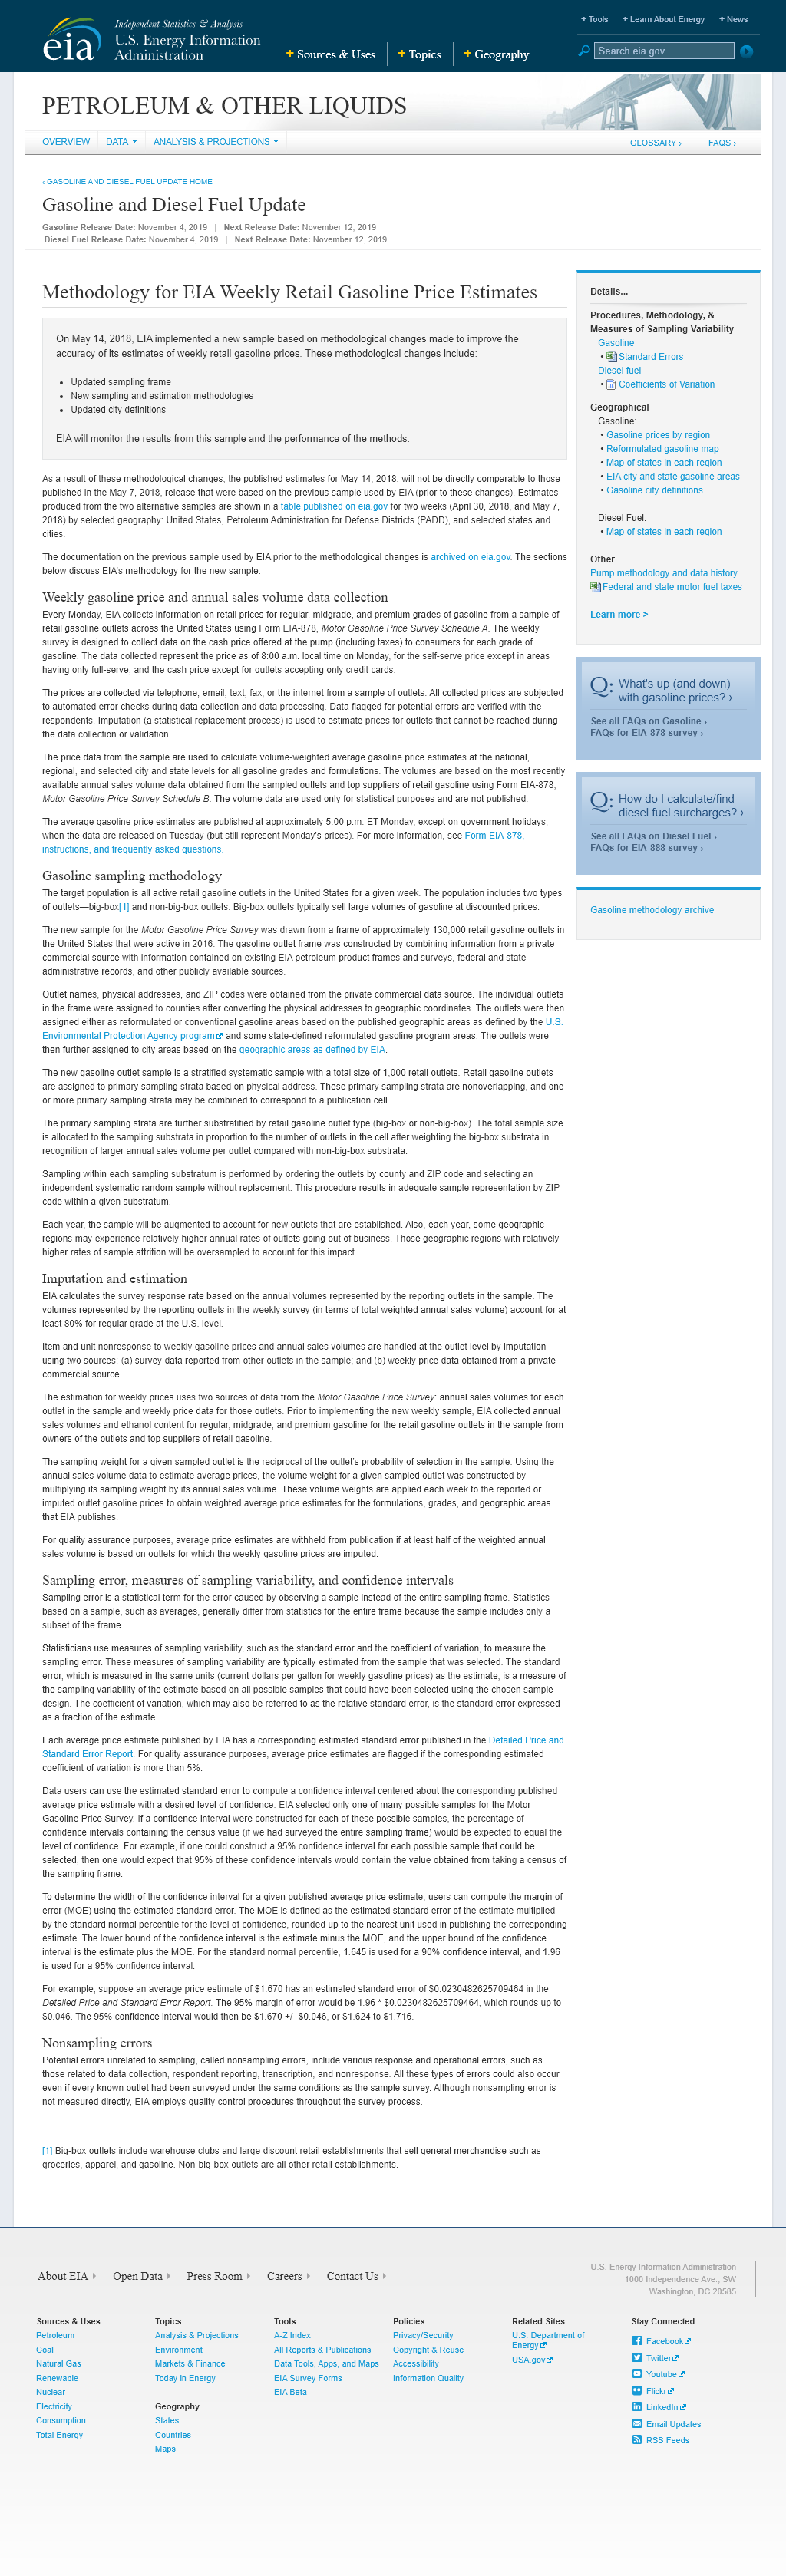 Independent Statistics & Analysis
eia U.S. Energy Information
Administration
+ Sources & Uses + Topics + Geography
+ Tools + Learn About Energy + News
Search eia.gov
PETROLEUM & OTHER LIQUIDS
OVERVIEW DATA ANALYSIS & PROJECTIONS
GLOSSARY › FAQS ›
‹ GASOLINE AND DIESEL FUEL UPDATE HOME
Gasoline and Diesel Fuel Update
Gasoline Release Date: November 4, 2019 | Next Release Date: November 12, 2019
Diesel Fuel Release Date: November 4, 2019 | Next Release Date: November 12, 2019
Methodology for EIA Weekly Retail Gasoline Price Estimates
On May 14, 2018, EIA implemented a new sample based on methodological changes made to improve the
accuracy of its estimates of weekly retail gasoline prices. These methodological changes include:
• Updated sampling frame
• New sampling and estimation methodologies
• Updated city definitions
EIA will monitor the results from this sample and the performance of the methods.
As a result of these methodological changes, the published estimates for May 14, 2018, will not be directly comparable to those
published in the May 7, 2018, release that were based on the previous sample used by EIA (prior to these changes). Estimates
produced from the two alternative samples are shown in a table published on eia.gov for two weeks (April 30, 2018, and May 7,
2018) by selected geography: United States, Petroleum Administration for Defense Districts (PADD), and selected states and
cities.
The documentation on the previous sample used by EIA prior to the methodological changes is archived on eia.gov. The sections
below discuss EIA's methodology for the new sample.
Weekly gasoline price and annual sales volume data collection
Every Monday, EIA collects information on retail prices for regular, midgrade, and premium grades of gasoline from a sample of
retail gasoline outlets across the United States using Form EIA-878, Motor Gasoline Price Survey Schedule A. The weekly
survey is designed to collect data on the cash price offered at the pump (including taxes) to consumers for each grade of
gasoline. The data collected represent the price as of 8:00 a.m. local time on Monday, for the self-serve price except in areas
having only full-serve, and the cash price except for outlets accepting only credit cards.
The prices are collected via telephone, email, text, fax, or the internet from a sample of outlets. All collected prices are subjected
to automated error checks during data collection and data processing. Data flagged for potential errors are verified with the
respondents. Imputation (a statistical replacement process) is used to estimate prices for outlets that cannot be reached during
the data collection or validation.
The price data from the sample are used to calculate volume-weighted average gasoline price estimates at the national,
regional, and selected city and state levels for all gasoline grades and formulations. The volumes are based on the most recently
available annual sales volume data obtained from the sampled outlets and top suppliers of retail gasoline using Form EIA-878,
Motor Gasoline Price Survey Schedule B. The volume data are used only for statistical purposes and are not published.
The average gasoline price estimates are published at approximately 5:00 p.m. ET Monday, except on government holidays,
when the data are released on Tuesday (but still represent Monday's prices). For more information, see Form EIA-878,
instructions, and frequently asked questions.
Gasoline sampling methodology
The target population is all active retail gasoline outlets in the United States for a given week. The population includes two types
of outlets—big-box[1] and non-big-box outlets. Big-box outlets typically sell large volumes of gasoline at discounted prices.
The new sample for the Motor Gasoline Price Survey was drawn from a frame of approximately 130,000 retail gasoline outlets in
the United States that were active in 2016. The gasoline outlet frame was constructed by combining information from a private
commercial source with information contained on existing EIA petroleum product frames and surveys, federal and state
administrative records, and other publicly available sources.
Outlet names, physical addresses, and ZIP codes were obtained from the private commercial data source. The individual outlets
in the frame were assigned to counties after converting the physical addresses to geographic coordinates. The outlets were then
assigned either as reformulated or conventional gasoline areas based on the published geographic areas as defined by the U.S.
Environmental Protection Agency program and some state-defined reformulated gasoline program areas. The outlets were
then further assigned to city areas based on the geographic areas as defined by EIA.
The new gasoline outlet sample is a stratified systematic sample with a total size of 1,000 retail outlets. Retail gasoline outlets
are assigned to primary sampling strata based on physical address. These primary sampling strata are nonoverlapping, and one
or more primary sampling strata may be combined to correspond to a publication cell.
The primary sampling strata are further substratified by retail gasoline outlet type (big-box or non-big-box). The total sample size
is allocated to the sampling substrata in proportion to the number of outlets in the cell after weighting the big-box substrata in
recognition of larger annual sales volume per outlet compared with non-big-box substrata.
Sampling within each sampling substratum is performed by ordering the outlets by county and ZIP code and selecting an
independent systematic random sample without replacement. This procedure results in adequate sample representation by ZIP
code within a given substratum.
Each year, the sample will be augmented to account for new outlets that are established. Also, each year, some geographic
regions may experience relatively higher annual rates of outlets going out of business. Those geographic regions with relatively
higher rates of sample attrition will be oversampled to account for this impact.
Imputation and estimation
EIA calculates the survey response rate based on the annual volumes represented by the reporting outlets in the sample. The
volumes represented by the reporting outlets in the weekly survey (in terms of total weighted annual sales volume) account for at
least 80% for regular grade at the U.S. level.
Item and unit nonresponse to weekly gasoline prices and annual sales volumes are handled at the outlet level by imputation
using two sources: (a) survey data reported from other outlets in the sample; and (b) weekly price data obtained from a private
commercial source.
The estimation for weekly prices uses two sources of data from the Motor Gasoline Price Survey: annual sales volumes for each
outlet in the sample and weekly price data for those outlets. Prior to implementing the new weekly sample, EIA collected annual
sales volumes and ethanol content for regular, midgrade, and premium gasoline for the retail gasoline outlets in the sample from
owners of the outlets and top suppliers of retail gasoline.
The sampling weight for a given sampled outlet is the reciprocal of the outlet's probability of selection in the sample. Using the
annual sales volume data to estimate average prices, the volume weight for a given sampled outlet was constructed by
multiplying its sampling weight by its annual sales volume. These volume weights are applied each week to the reported or
imputed outlet gasoline prices to obtain weighted average price estimates for the formulations, grades, and geographic areas
that EIA publishes.
For quality assurance purposes, average price estimates are withheld from publication if at least half of the weighted annual
sales volume is based on outlets for which the weekly gasoline prices are imputed.
Sampling error, measures of sampling variability, and confidence intervals
Sampling error is a statistical term for the error caused by observing a sample instead of the entire sampling frame. Statistics
based on a sample, such as averages, generally differ from statistics for the entire frame because the sample includes only a
subset of the frame.
Statisticians use measures of sampling variability, such as the standard error and the coefficient of variation, to measure the
sampling error. These measures of sampling variability are typically estimated from the sample that was selected. The standard
error, which is measured in the same units (current dollars per gallon for weekly gasoline prices) as the estimate, is a measure of
the sampling variability of the estimate based on all possible samples that could have been selected using the chosen sample
design. The coefficient of variation, which may also be referred to as the relative standard error, is the standard error expressed
as a fraction of the estimate.
Each average price estimate published by EIA has a corresponding estimated standard error published in the Detailed Price and
Standard Error Report. For quality assurance purposes, average price estimates are flagged if the corresponding estimated
coefficient of variation is more than 5%.
Data users can use the estimated standard error to compute a confidence interval centered about the corresponding published
average price estimate with a desired level of confidence. EIA selected only one of many possible samples for the Motor
Gasoline Price Survey. If a confidence interval were constructed for each of these possible samples, the percentage of
confidence intervals containing the census value (if we had surveyed the entire sampling frame) would be expected to equal the
level of confidence. For example, if one could construct a 95% confidence interval for each possible sample that could be
selected, then one would expect that 95% of these confidence intervals would contain the value obtained from taking a census of
the sampling frame.
To determine the width of the confidence interval for a given published average price estimate, users can compute the margin of
error (MOE) using the estimated standard error. The MOE is defined as the estimated standard error of the estimate multiplied
by the standard normal percentile for the level of confidence, rounded up to the nearest unit used in publishing the corresponding
estimate. The lower bound of the confidence interval is the estimate minus the MOE, and the upper bound of the confidence
interval is the estimate plus the MOE. For the standard normal percentile, 1.645 is used for a 90% confidence interval, and 1.96
is used for a 95% confidence interval.
For example, suppose an average price estimate of $1.670 has an estimated standard error of $0.0230482625709464 in the
Detailed Price and Standard Error Report. The 95% margin of error would be 1.96 * $0.0230482625709464, which rounds up to
$0.046. The 95% confidence interval would then be $1.670 +/- $0.046, or $1.624 to $1.716.
Nonsampling errors
Potential errors unrelated to sampling, called nonsampling errors, include various response and operational errors, such as
those related to data collection, respondent reporting, transcription, and nonresponse. All these types of errors could also occur
even if every known outlet had been surveyed under the same conditions as the sample survey. Although nonsampling error is
not measured directly, EIA employs quality control procedures throughout the survey process.
[1] Big-box outlets include warehouse clubs and large discount retail establishments that sell general merchandise such as
groceries, apparel, and gasoline. Non-big-box outlets are all other retail establishments.
Details...
Procedures, Methodology, &
Measures of Sampling Variability
Gasoline
• Standard Errors
Diesel fuel
• Coefficients of Variation
Geographical
Gasoline:
• Gasoline prices by region
• Reformulated gasoline map
• Map of states in each region
• EIA city and state gasoline areas
• Gasoline city definitions
Diesel Fuel:
• Map of states in each region
Other
Pump methodology and data history
Federal and state motor fuel taxes
Learn more >
Q: What's up (and down)
with gasoline prices? ›
See all FAQs on Gasoline ›
FAQs for EIA-878 survey ›
Q: How do I calculate/find
diesel fuel surcharges? ›
See all FAQs on Diesel Fuel ›
FAQs for EIA-888 survey ›
Gasoline methodology archive
About EIA Open Data Press Room Careers Contact Us
U.S. Energy Information Administration
1000 Independence Ave., SW
Washington, DC 20585
Sources & Uses
Petroleum
Coal
Natural Gas
Renewable
Nuclear
Electricity
Consumption
Total Energy
Topics
Analysis & Projections
Environment
Markets & Finance
Today in Energy
Geography
States
Countries
Maps
Tools
A-Z Index
All Reports & Publications
Data Tools, Apps, and Maps
EIA Survey Forms
EIA Beta
Policies
Privacy/Security
Copyright & Reuse
Accessibility
Information Quality
Related Sites
U.S. Department of
Energy
USA.gov
Stay Connected
Facebook
Twitter
Youtube
Flickr
LinkedIn
Email Updates
RSS Feeds